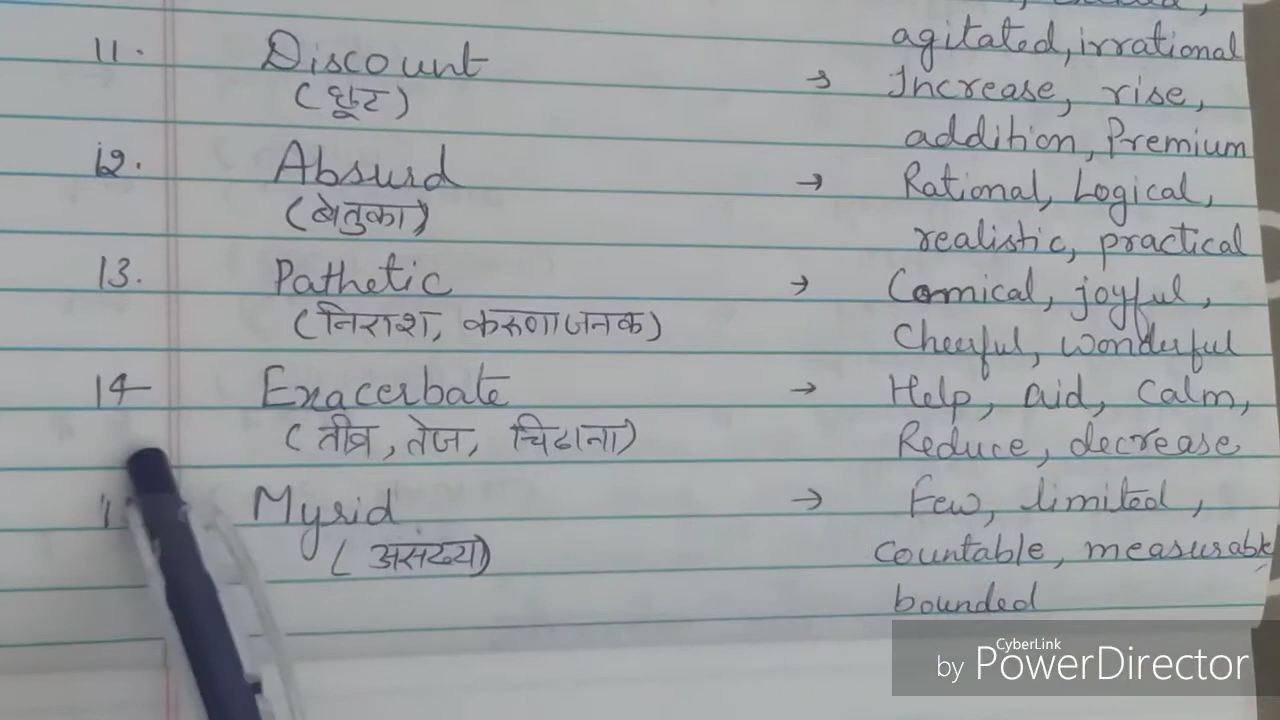 agitated, irrational
11. Discount → Increase, rise,
(छूट) addition, Premium
12. Absurd → Rational, Logical,
(बेतुका) realistic, practical
13. Pathetic → Comical, joyful,
(निराश, करुणाजनक) Cheerful, wonderful
14 Exacerbate → Help, aid, Calm,
(तीव्र, तेज, चिढाना) Reduce, decrease
Myrid → Few, limited,
(असंख्य) Countable, measurable
bounded
CyberLink
by PowerDirector